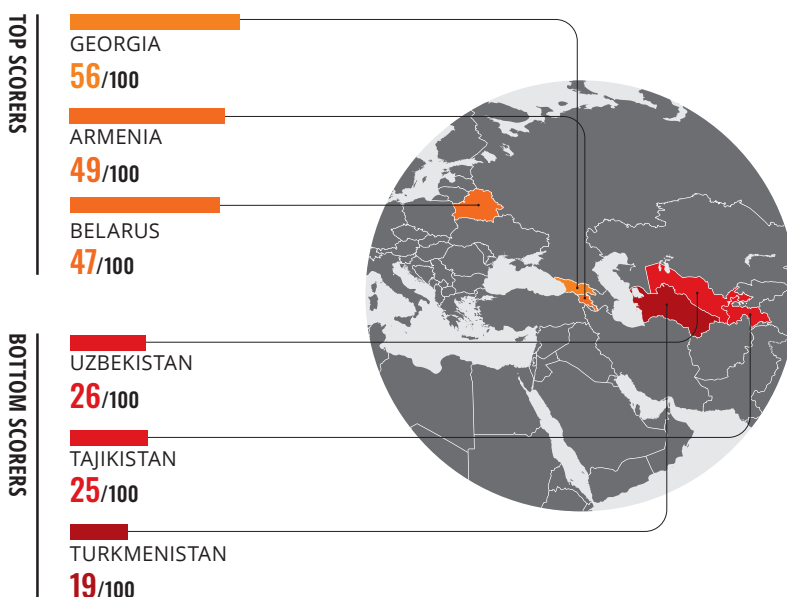 TOP SCORERS
GEORGIA
56/100
ARMENIA
49/100
BELARUS
47/100
BOTTOM SCORERS
UZBEKISTAN
26/100
TAJIKISTAN
25/100
TURKMENISTAN
19/100